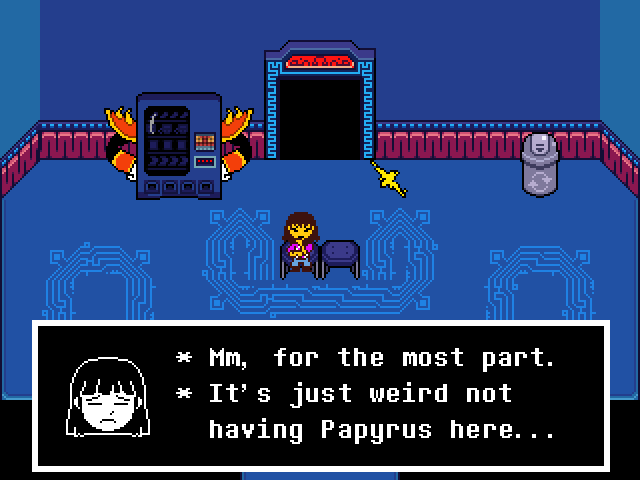 * Mm, for the most part.
* It's just weird not
having Papyrus here...